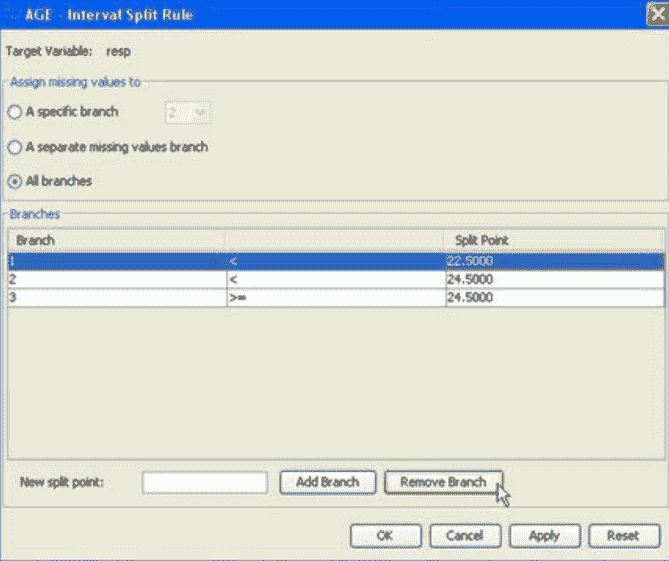 AGE - Interval Split Rule
Target Variable: resp
Assign missing values to
A specific branch 2
A separate missing values branch
All branches
Branches
Branch Split Point
1 < 22.5000
2 < 24.5000
3 >= 24.5000
New split point: Add Branch Remove Branch
OK Cancel Apply Reset